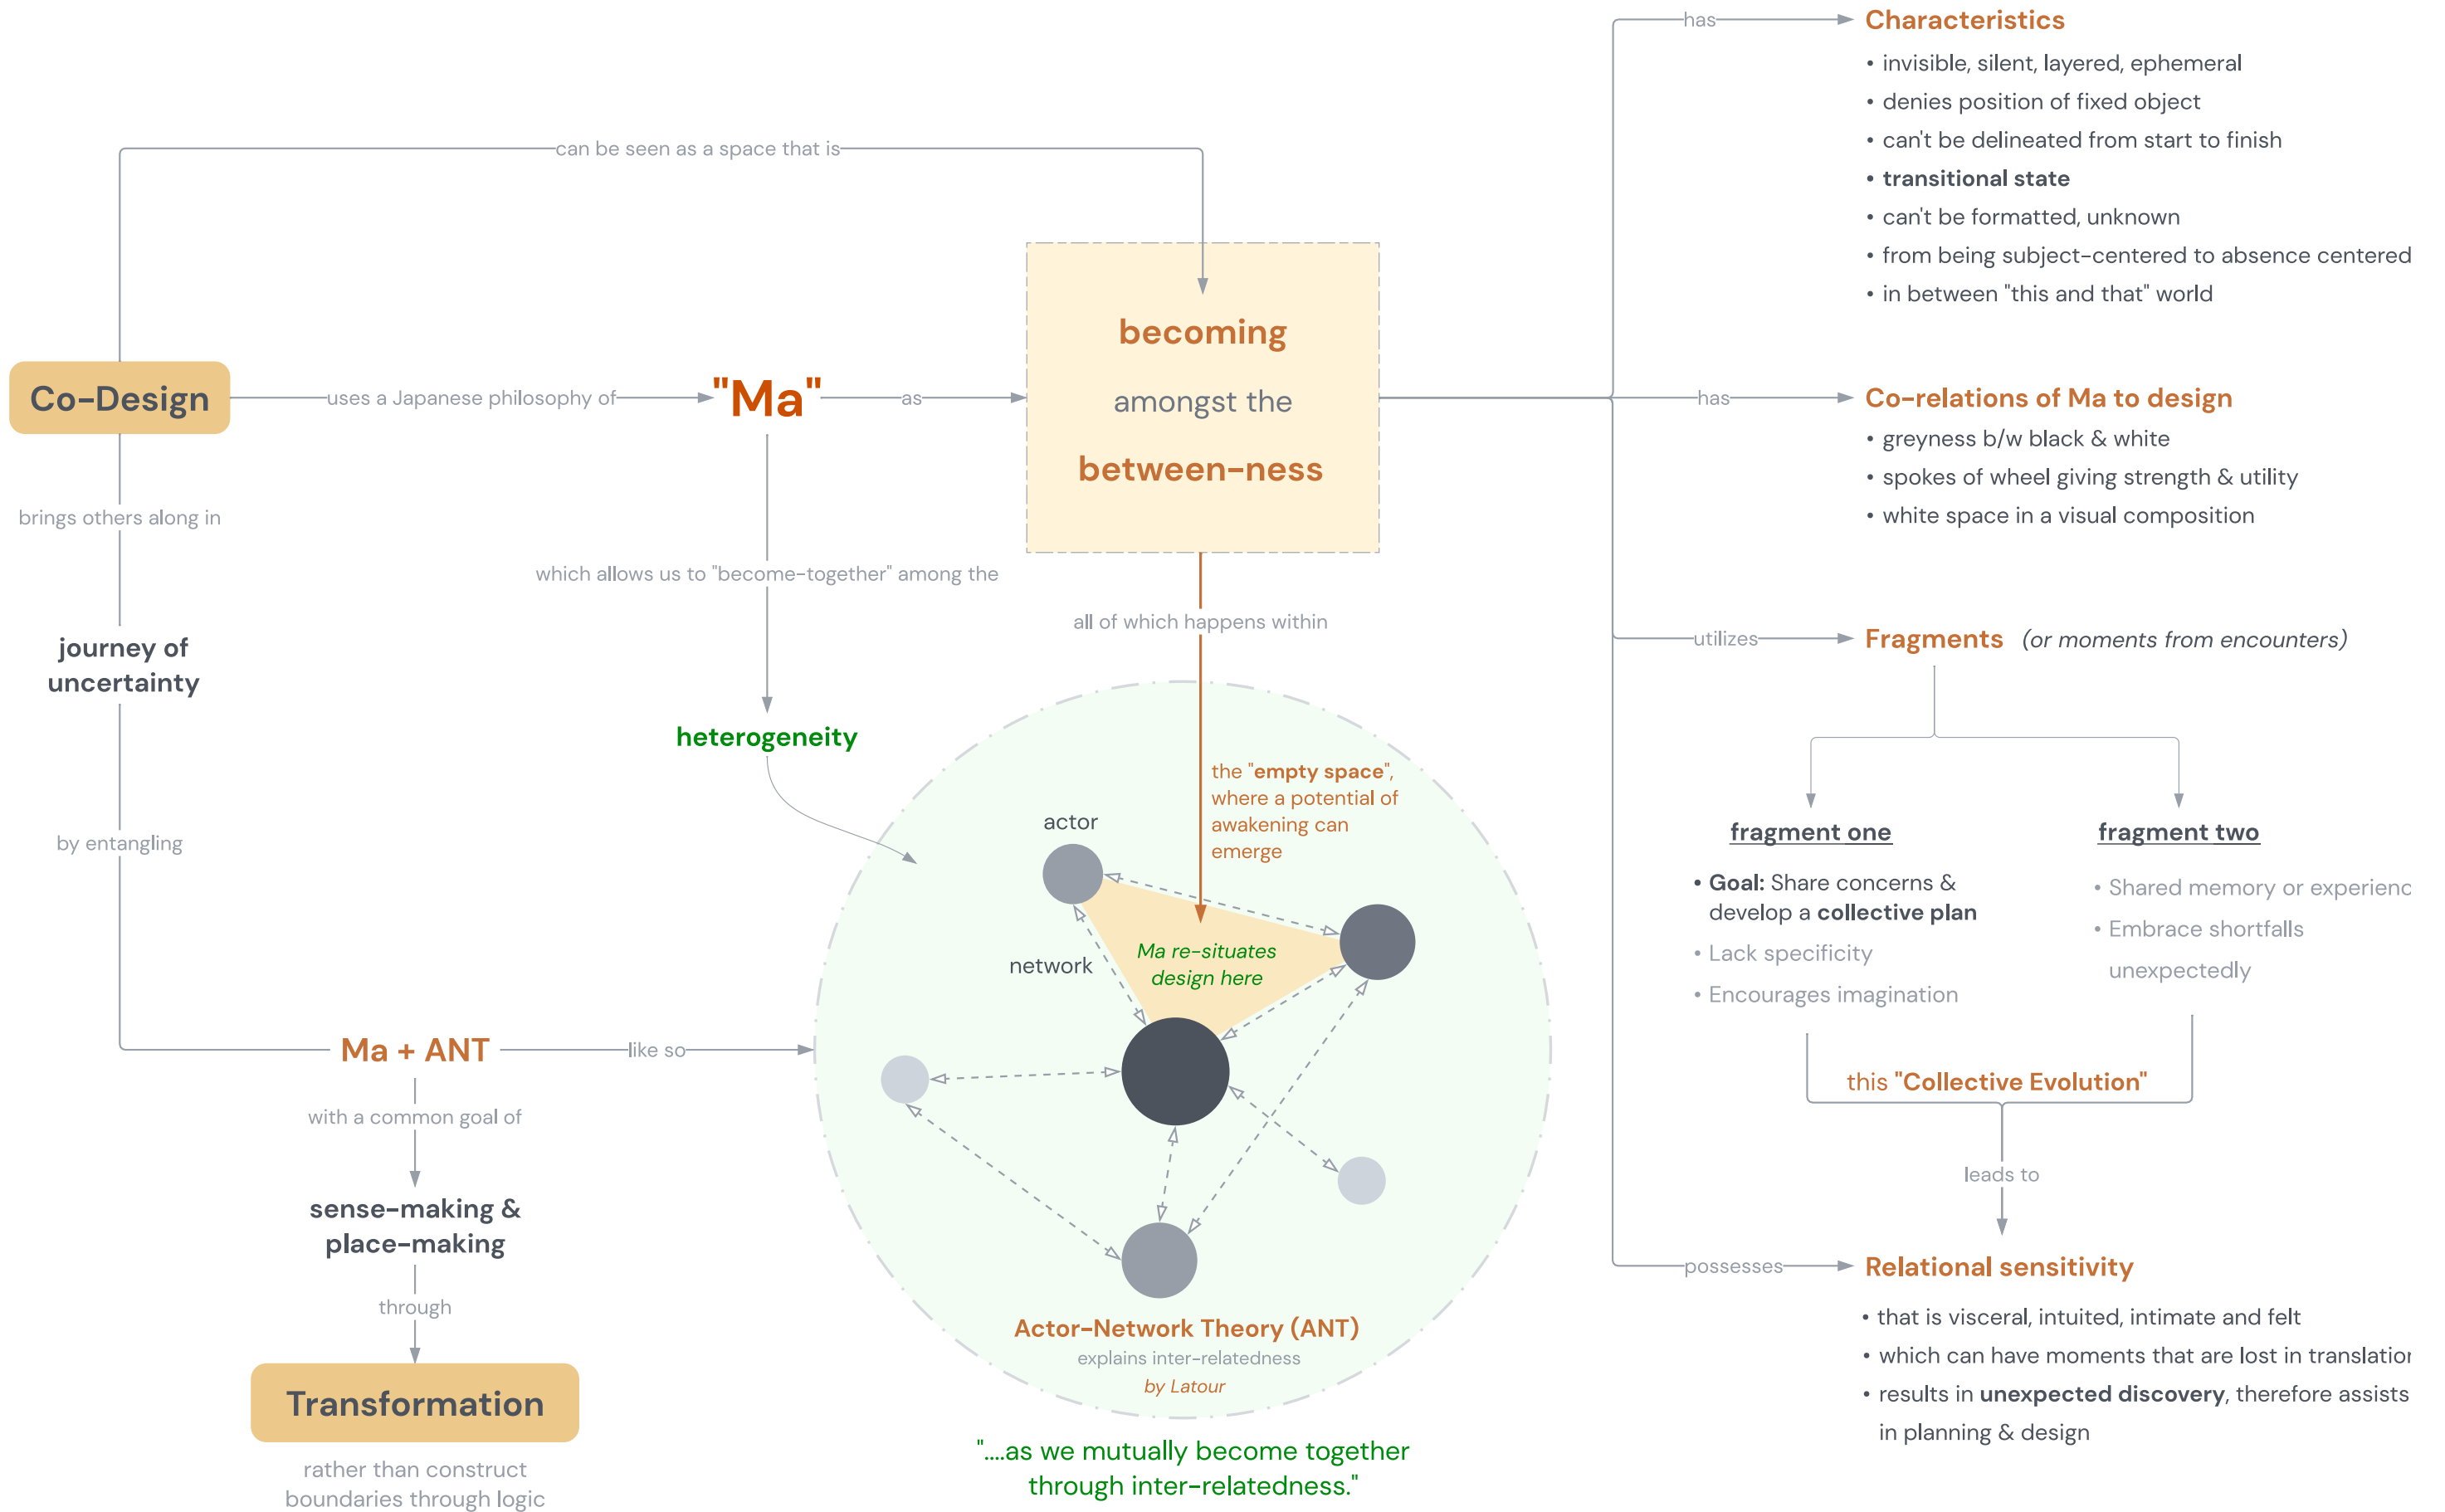 can be seen as a space that is
Co-Design
uses a Japanese philosophy of
"Ma"
as
becoming
amongst the
between-ness
has
Characteristics
• invisible, silent, layered, ephemeral
• denies position of fixed object
• can't be delineated from start to finish
• transitional state
• can't be formatted, unknown
• from being subject-centered to absence centered
• in between "this and that" world
has
Co-relations of Ma to design
• greyness b/w black & white
• spokes of wheel giving strength & utility
• white space in a visual composition
utilizes
Fragments (or moments from encounters)
fragment one
• Goal: Share concerns &
develop a collective plan
• Lack specificity
• Encourages imagination
fragment two
• Shared memory or experienc
• Embrace shortfalls
unexpectedly
this "Collective Evolution"
leads to
possesses
Relational sensitivity
• that is visceral, intuited, intimate and felt
• which can have moments that are lost in translation
• results in unexpected discovery, therefore assists
in planning & design
brings others along in
journey of
uncertainty
by entangling
Ma + ANT
like so
with a common goal of
sense-making &
place-making
through
Transformation
rather than construct
boundaries through logic
which allows us to "become-together" among the
heterogeneity
all of which happens within
the "empty space",
where a potential of
awakening can
emerge
actor
network
Ma re-situates
design here
Actor-Network Theory (ANT)
explains inter-relatedness
by Latour
"....as we mutually become together
through inter-relatedness."